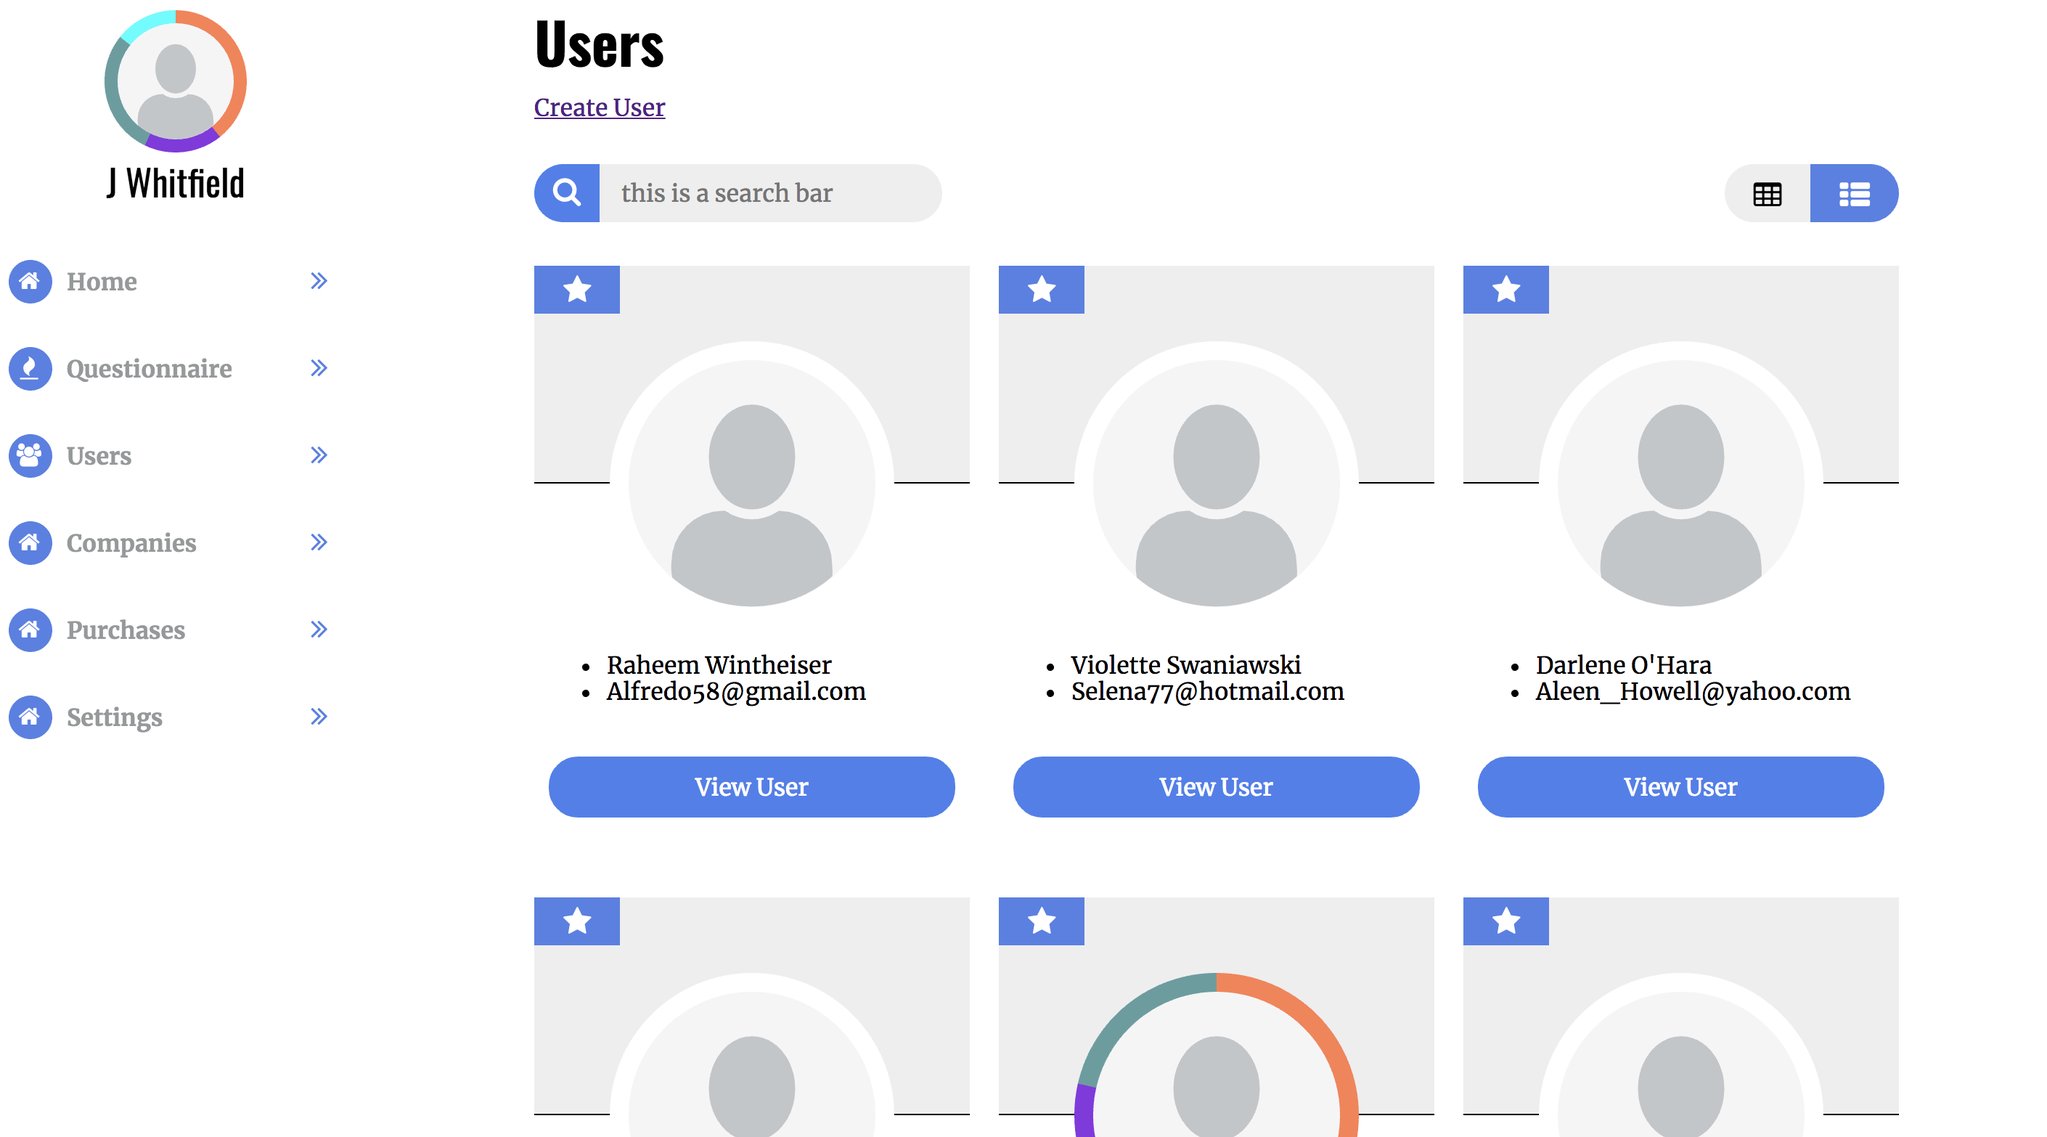 J Whitfield
Home
Questionnaire
Users
Companies
Purchases
Settings
Users
Create User
this is a search bar
Raheem Wintheiser
Alfredo58@gmail.com
View User
Violette Swaniawski
Selena77@hotmail.com
View User
Darlene O'Hara
Aleen_Howell@yahoo.com
View User